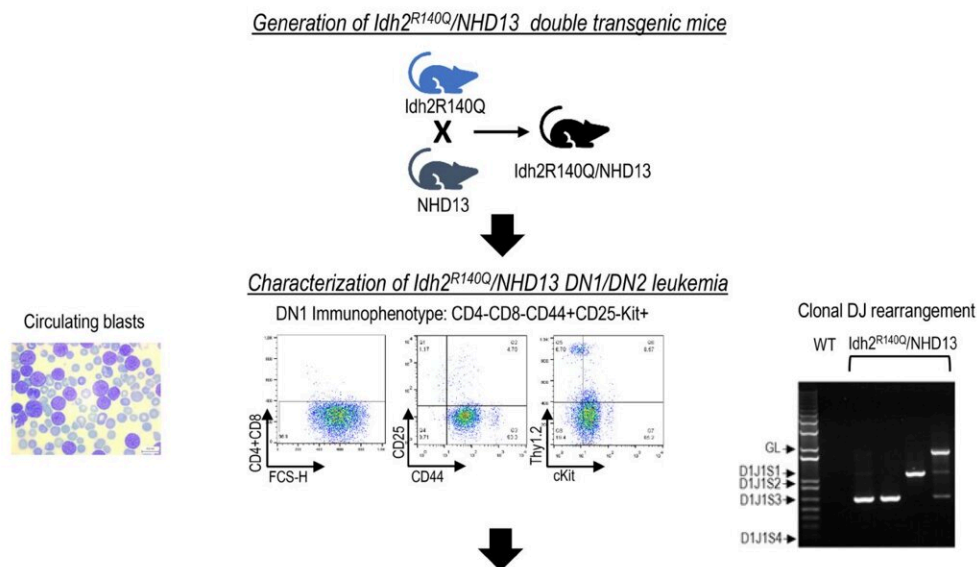 Generation of Idh2R140Q/NHD13 double transgenic mice
Idh2R140Q
X
Idh2R140Q/NHD13
NHD13
Characterization of Idh2R140Q/NHD13 DN1/DN2 leukemia
DN1 Immunophenotype: CD4-CD8-CD44+CD25-Kit+
Circulating blasts
Clonal DJ rearrangement
WT Idh2R140Q/NHD13
CD4+CD8
FCS-H
CD25
CD44
Thy1.2
cKit
GL
D1J1S1
D1J1S2
D1J1S3
D1J1S4